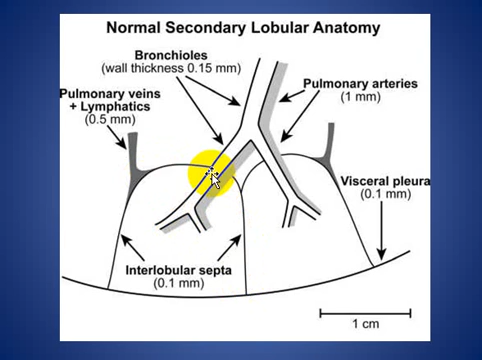 Normal Secondary Lobular Anatomy
Bronchioles
(wall thickness 0.15 mm)
Pulmonary arteries
(1 mm)
Pulmonary veins
+ Lymphatics
(0.5 mm)
Visceral pleura
(0.1 mm)
Interlobular septa
(0.1 mm)
1 cm